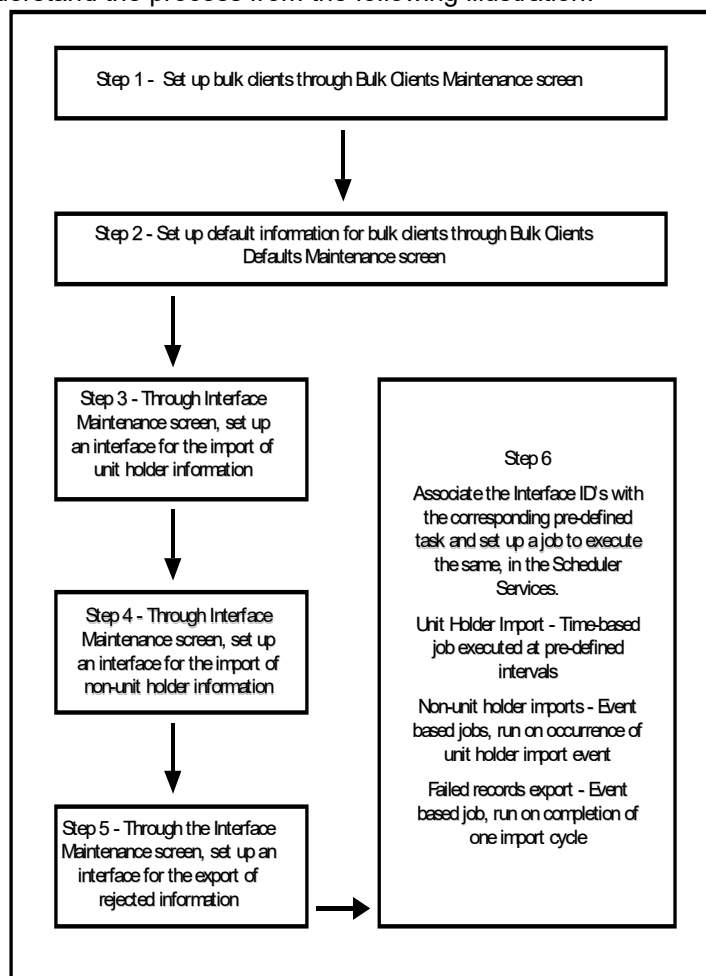 derstand the process from the following illustration:
Step 1 - Set up bulk clients through Bulk Clients Maintenance screen
Step 2 - Set up default information for bulk clients through Bulk Clients
Defaults Maintenance screen
Step 3 - Through Interface
Maintenance screen, set up
an interface for the import of
unit holder information
Step 4 - Through Interface
Maintenance screen, set up
an interface for the import of
non-unit holder information
Step 5 - Through the Interface
Maintenance screen, set up an
interface for the export of
rejected information
Step 6
Associate the Interface ID's with
the corresponding pre-defined
task and set up a job to execute
the same, in the Scheduler
Services.
Unit Holder Import - Time-based
job executed at pre-defined
intervals
Non-unit holder imports - Event
based jobs, run on occurrence of
unit holder import event
Failed records export - Event
based job, run on completion of
one import cycle